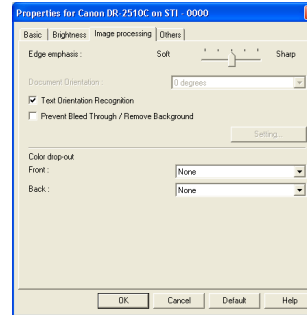 Properties for Canon DR-2510C on STI - 0000
Basic Brightness Image processing Others
Edge emphasis : Soft Sharp
Document Orientation : 0 degrees
Text Orientation Recognition
Prevent Bleed Through / Remove Background
Setting...
Color drop-out
Front : None
Back : None
OK Cancel Default Help